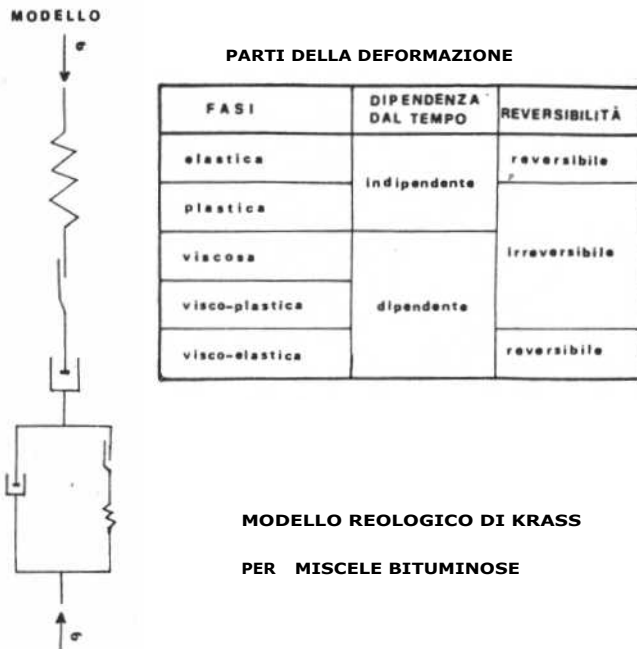 MODELLO
σ
PARTI DELLA DEFORMAZIONE
FASI
DIPENDENZA
DAL TEMPO
REVERSIBILITÀ
elastica
indipendente
reversibile
plastica
irreversibile
viscosa
visco-plastica
dipendente
visco-elastica
reversibile
MODELLO REOLOGICO DI KRASS
PER MISCELE BITUMINOSE
σ